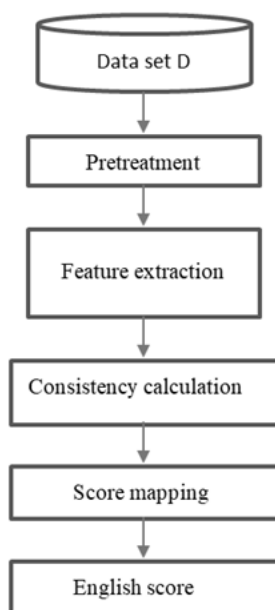 Data set D
Pretreatment
Feature extraction
Consistency calculation
Score mapping
English score